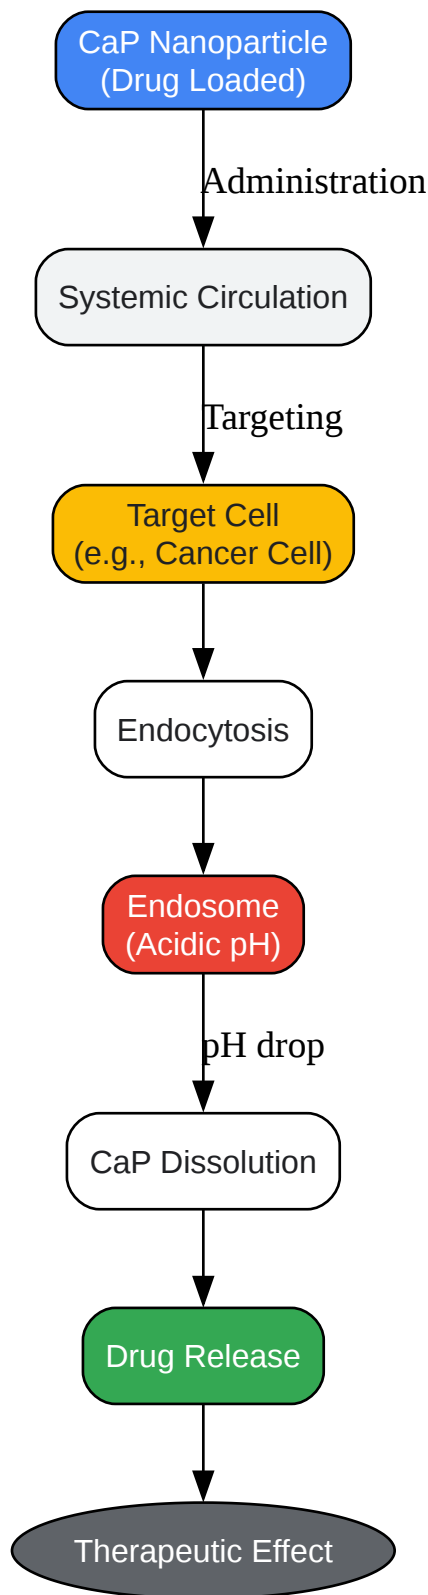 CaP Nanoparticle
(Drug Loaded)
Administration
Systemic Circulation
Targeting
Target Cell
(e.g., Cancer Cell)
Endocytosis
Endosome
(Acidic pH)
pH drop
CaP Dissolution
Drug Release
Therapeutic Effect